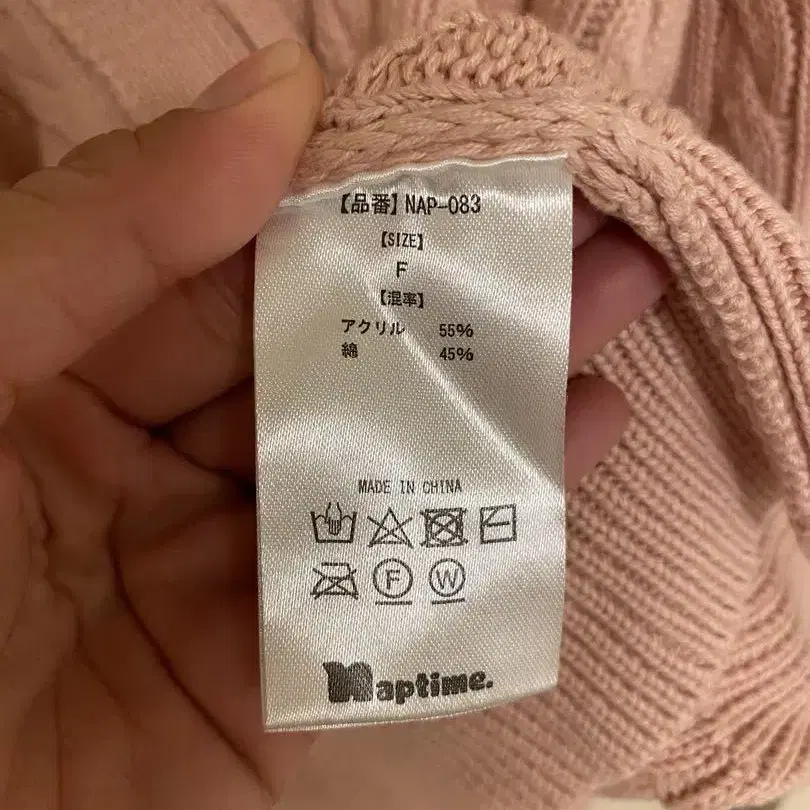 【品番】NAP-083
【SIZE】
F
【混率】
アクリル 55%
綿 45%
MADE IN CHINA
F W
Naptime.